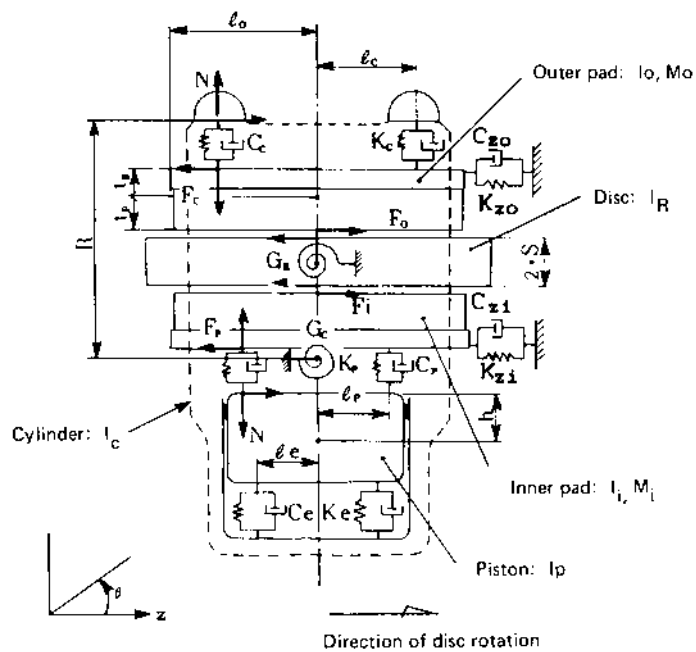 ℓo
ℓc
N
Outer pad: Io, Mo
Cc
Kc
Czo
Kzo
R
Fc
Fo
Disc: IR
GR
2·S
Fi
Czi
Fp
Gc
Kzi
Kp
Cp
ℓp
h
Cylinder: Ic
N
ℓe
Inner pad: Ii, Mi
Ce
Ke
Piston: Ip
θ
z
Direction of disc rotation